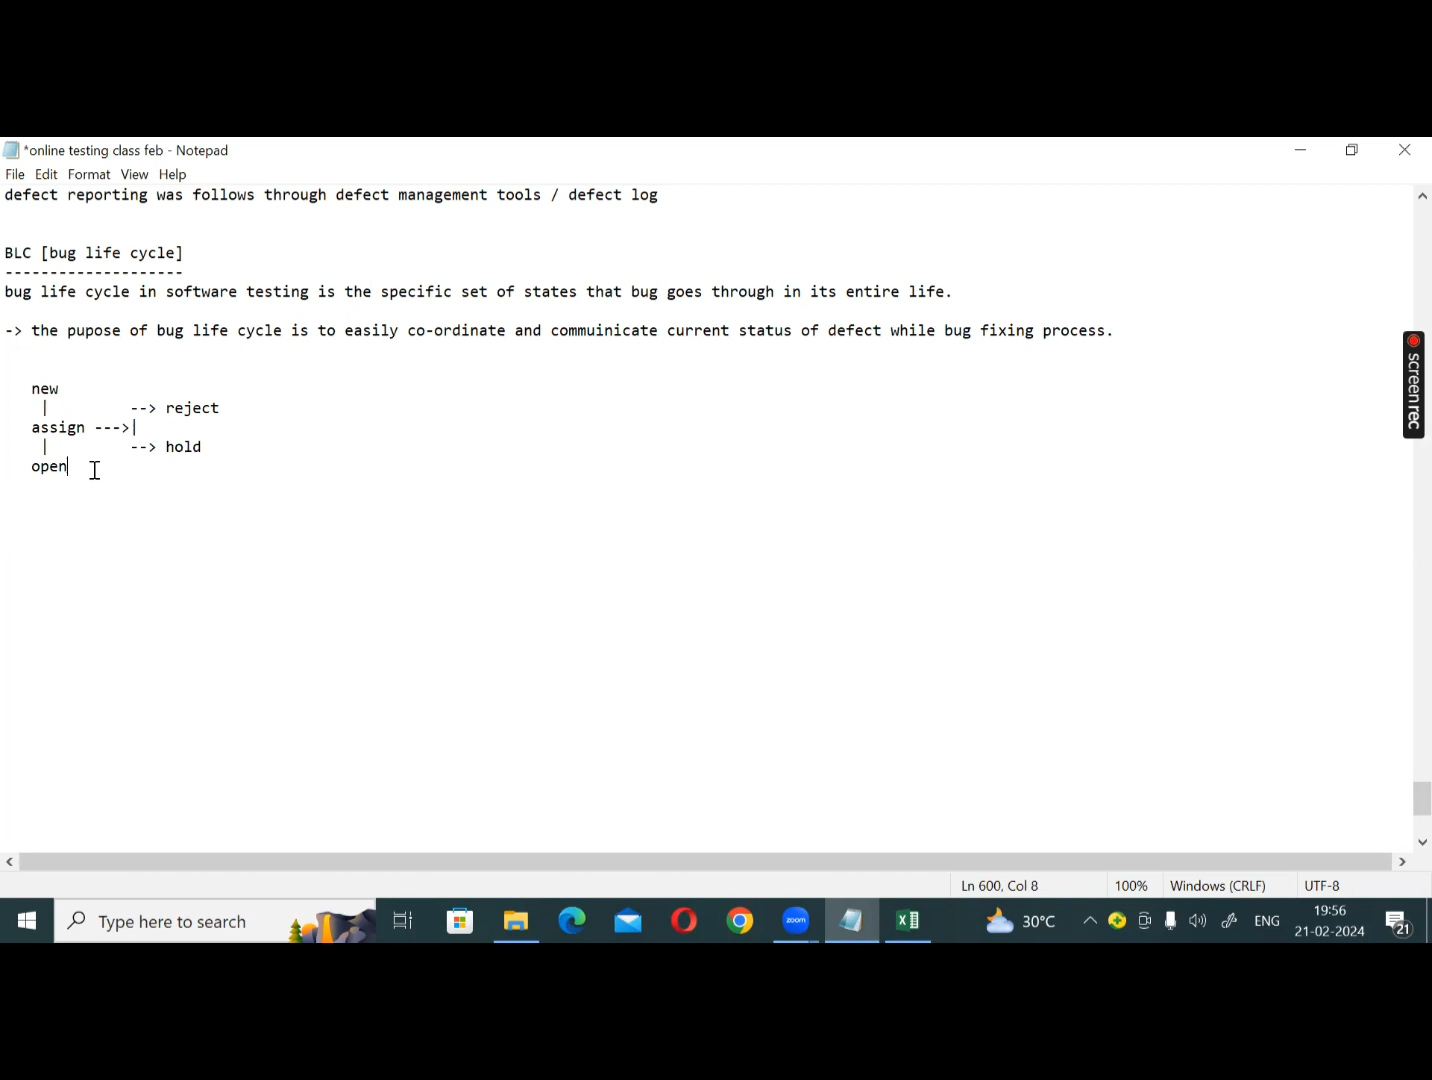 *online testing class feb - Notepad
File Edit Format View Help
defect reporting was follows through defect management tools / defect log
BLC [bug life cycle]
--------------------
bug life cycle in software testing is the specific set of states that bug goes through in its entire life.
-> the pupose of bug life cycle is to easily co-ordinate and commuinicate current status of defect while bug fixing process.
new
| --> reject
assign --->|
| --> hold
open
screenrec
Ln 600, Col 8 100% Windows (CRLF) UTF-8
Type here to search
zoom
30°C
ENG
19:56
21-02-2024
21